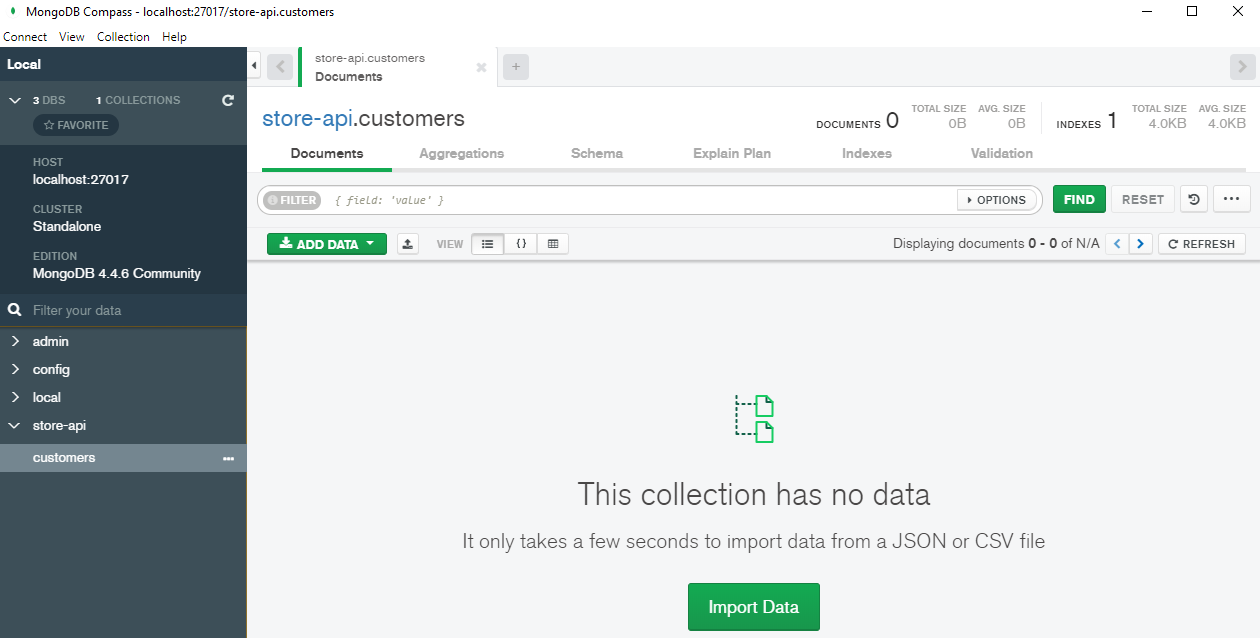 MongoDB Compass - localhost:27017/store-api.customers
Connect View Collection Help
Local
3 DBS 1 COLLECTIONS
FAVORITE
HOST
localhost:27017
CLUSTER
Standalone
EDITION
MongoDB 4.4.6 Community
Filter your data
admin
config
local
store-api
customers
store-api.customers
Documents
store-api.customers
DOCUMENTS 0 TOTAL SIZE 0B AVG. SIZE 0B
INDEXES 1 TOTAL SIZE 4.0KB AVG. SIZE 4.0KB
Documents Aggregations Schema Explain Plan Indexes Validation
FILTER { field: 'value' } OPTIONS FIND RESET
ADD DATA VIEW {} Displaying documents 0 - 0 of N/A REFRESH
This collection has no data
It only takes a few seconds to import data from a JSON or CSV file
Import Data